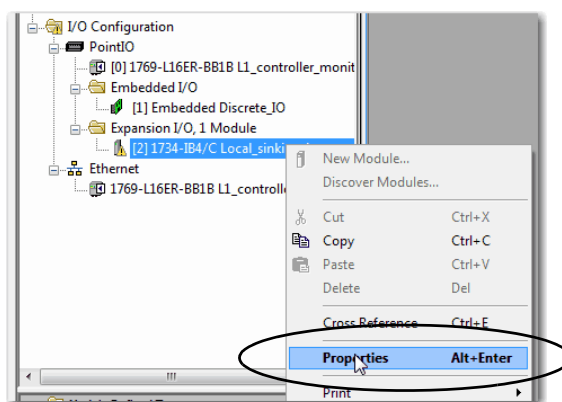 I/O Configuration
PointIO
[0] 1769-L16ER-BB1B L1_controller_monit
Embedded I/O
[1] Embedded Discrete_IO
Expansion I/O, 1 Module
[2] 1734-IB4/C Local_sinki
Ethernet
1769-L16ER-BB1B L1_controlle
New Module...
Discover Modules...
Cut Ctrl+X
Copy Ctrl+C
Paste Ctrl+V
Delete Del
Cross Reference Ctrl+E
Properties Alt+Enter
Print